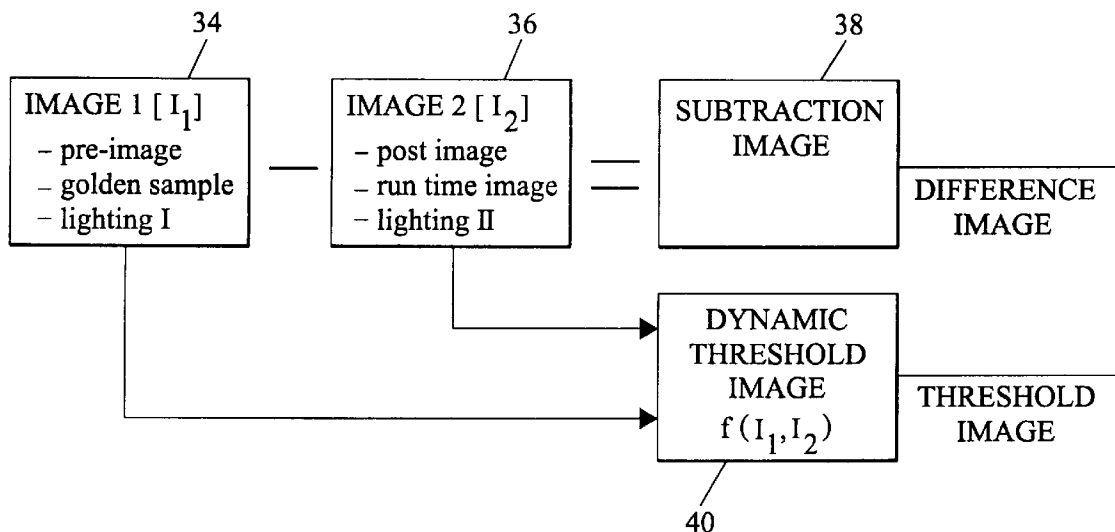 34
36
38
IMAGE 1 [ I1]
– pre-image
– golden sample
– lighting I
—
IMAGE 2 [ I2]
– post image
– run time image
– lighting II
=
SUBTRACTION
IMAGE
DIFFERENCE
IMAGE
DYNAMIC
THRESHOLD
IMAGE
f ( I1, I2 )
THRESHOLD
IMAGE
40